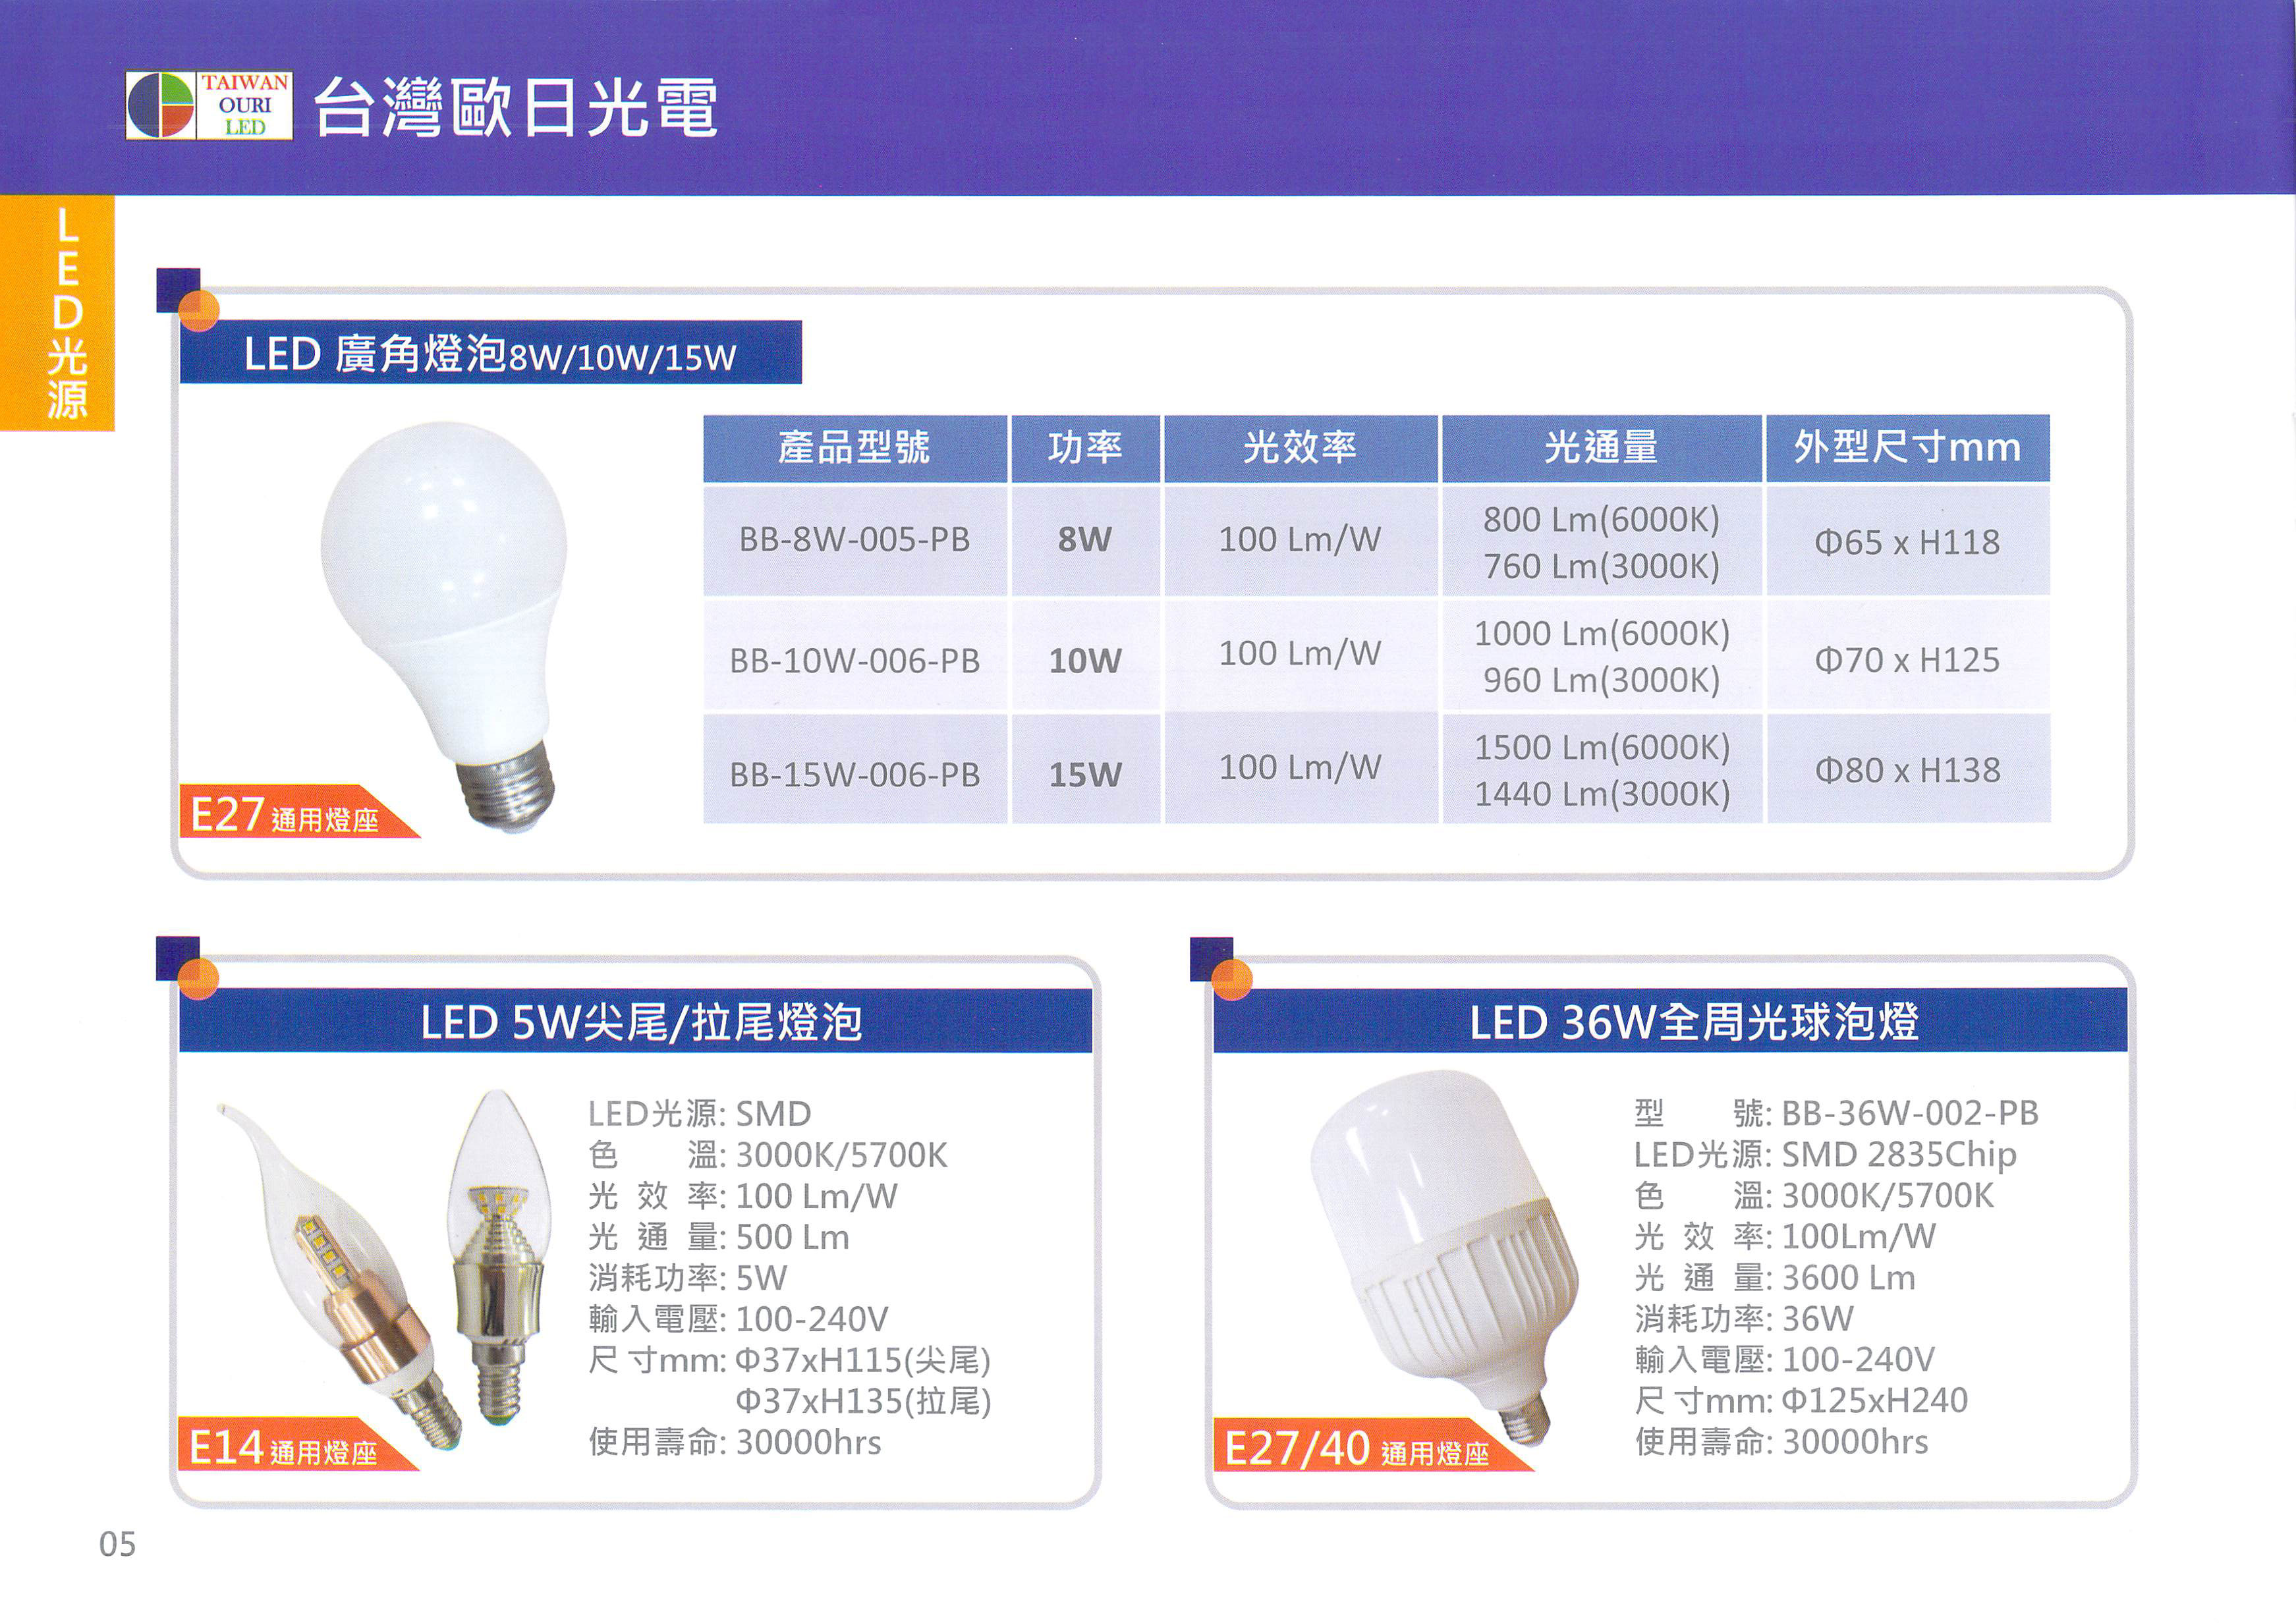 TAIWAN
OURI
LED
台灣歐日光電
LED光源
LED 廣角燈泡8W/10W/15W
產品型號 功率 光效率 光通量 外型尺寸mm
BB-8W-005-PB 8W 100 Lm/W 800 Lm(6000K) Φ65 x H118
760 Lm(3000K)
BB-10W-006-PB 10W 100 Lm/W 1000 Lm(6000K) Φ70 x H125
960 Lm(3000K)
BB-15W-006-PB 15W 100 Lm/W 1500 Lm(6000K) Φ80 x H138
1440 Lm(3000K)
E27 通用燈座
LED 5W尖尾/拉尾燈泡
LED光源: SMD
色 溫: 3000K/5700K
光 效 率: 100 Lm/W
光 通 量: 500 Lm
消耗功率: 5W
輸入電壓: 100-240V
尺 寸mm: Φ37xH115(尖尾)
Φ37xH135(拉尾)
使用壽命: 30000hrs
E14 通用燈座
LED 36W全周光球泡燈
型 號: BB-36W-002-PB
LED光源: SMD 2835Chip
色 溫: 3000K/5700K
光 效 率: 100Lm/W
光 通 量: 3600 Lm
消耗功率: 36W
輸入電壓: 100-240V
尺 寸mm: Φ125xH240
使用壽命: 30000hrs
E27/40 通用燈座
05